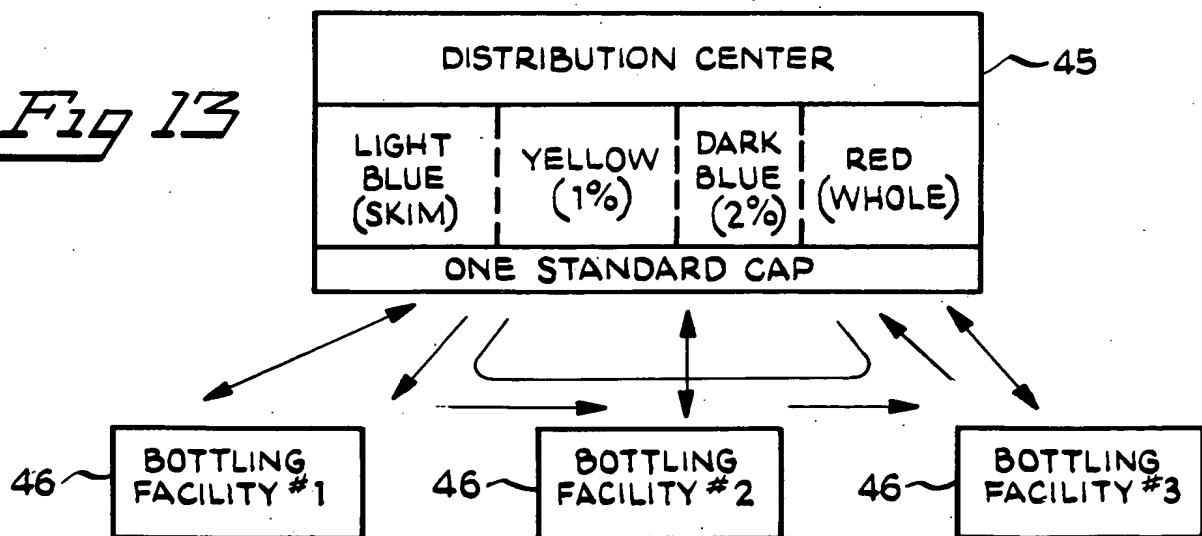 DISTRIBUTION CENTER
45
Fig 13
LIGHT
BLUE
(SKIM)
YELLOW
(1%)
DARK
BLUE
(2%)
RED
(WHOLE)
ONE STANDARD CAP
46
BOTTLING
FACILITY #1
46
BOTTLING
FACILITY #2
46
BOTTLING
FACILITY #3